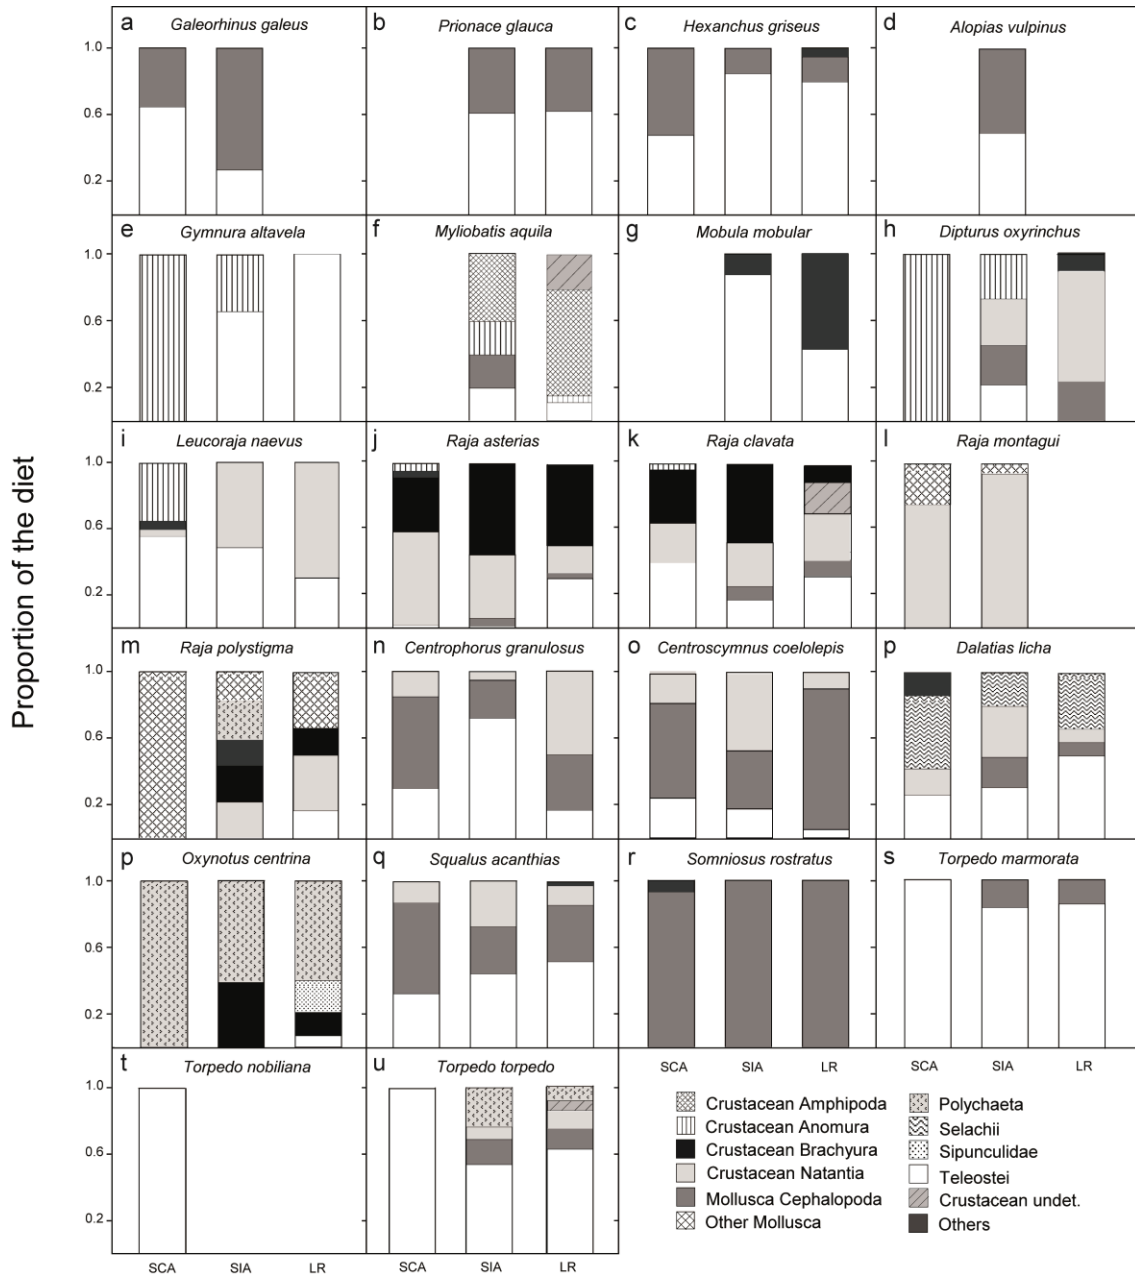 a Galeorhinus galeus
b Prionace glauca
c Hexanchus griseus
d Alopias vulpinus
1.0
0.6
0.2
e Gymnura altavela
f Myliobatis aquila
g Mobula mobular
h Dipturus oxyrinchus
1.0
0.6
0.2
Proportion of the diet
i Leucoraja naevus
j Raja asterias
k Raja clavata
l Raja montagui
1.0
0.6
0.2
m Raja polystigma
n Centrophorus granulosus
o Centroscymnus coelolepis
p Dalatias licha
1.0
0.6
0.2
p Oxynotus centrina
q Squalus acanthias
r Somniosus rostratus
s Torpedo marmorata
1.0
0.6
0.2
SCA SIA LR
SCA SIA LR
t Torpedo nobiliana
u Torpedo torpedo
1.0
0.6
0.2
SCA SIA LR
SCA SIA LR
Crustacean Amphipoda
Crustacean Anomura
Crustacean Brachyura
Crustacean Natantia
Mollusca Cephalopoda
Other Mollusca
Polychaeta
Selachii
Sipunculidae
Teleostei
Crustacean undet.
Others